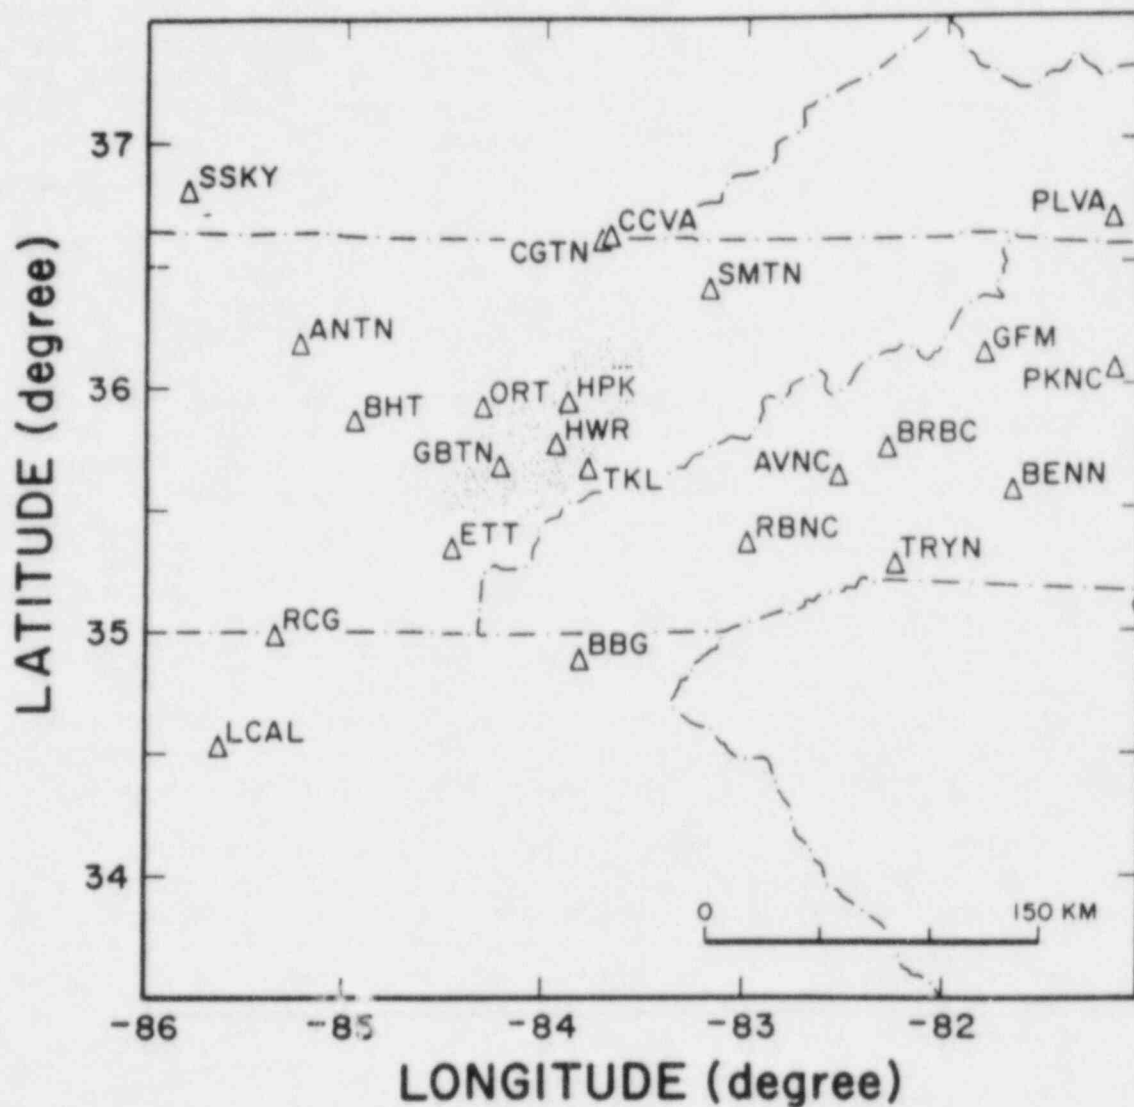 37
SSKY
CCVA
PLVA
CGTN
SMTN
ANTN
GFM
36
ORT
HPK
PKNC
BHT
HWR
BRBC
GBTN
AVNC
TKL
BENN
ETT
RBNC
TRYN
RCG
35
BBG
LCAL
34
0 150 KM
-86 -85 -84 -83 -82
LONGITUDE (degree)
LATITUDE (degree)